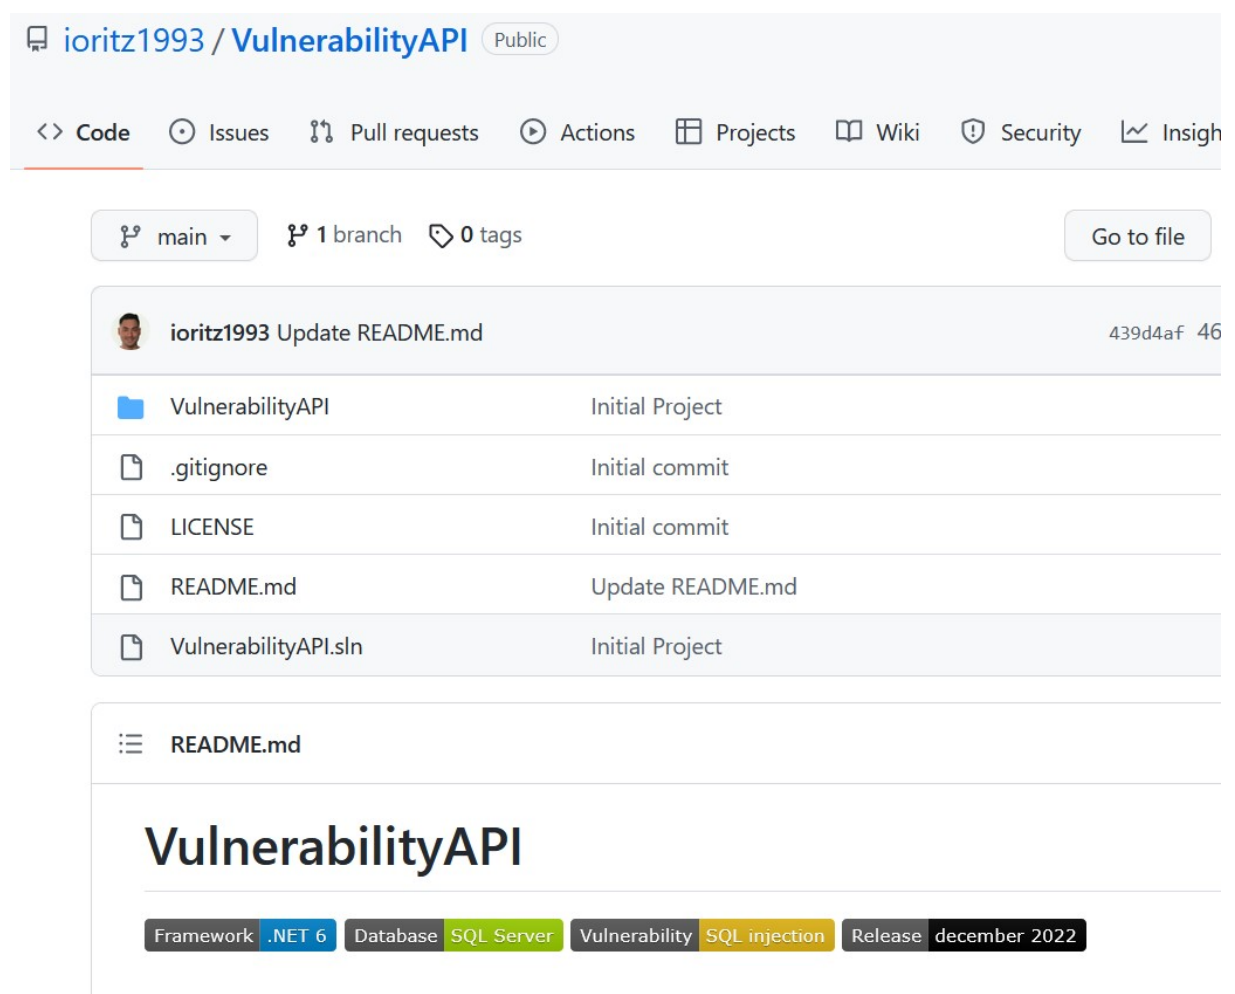 ioritz1993 / VulnerabilityAPI Public
Code Issues Pull requests Actions Projects Wiki Security Insigh
main 1 branch 0 tags Go to file
ioritz1993 Update README.md 439d4af 46
VulnerabilityAPI Initial Project
.gitignore Initial commit
LICENSE Initial commit
README.md Update README.md
VulnerabilityAPI.sln Initial Project
README.md
VulnerabilityAPI
Framework .NET 6 Database SQL Server Vulnerability SQL injection Release december 2022